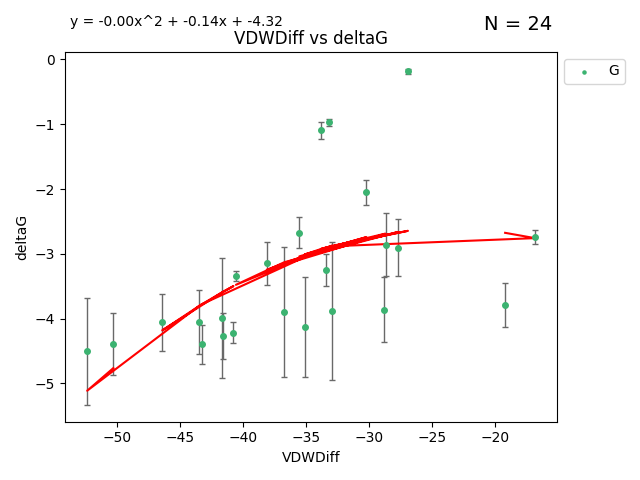 y = -0.00x^2 + -0.14x + -4.32
N = 24
VDWDiff vs deltaG
G
deltaG
0
−1
−2
−3
−4
−5
−50
−45
−40
−35
−30
−25
−20
VDWDiff